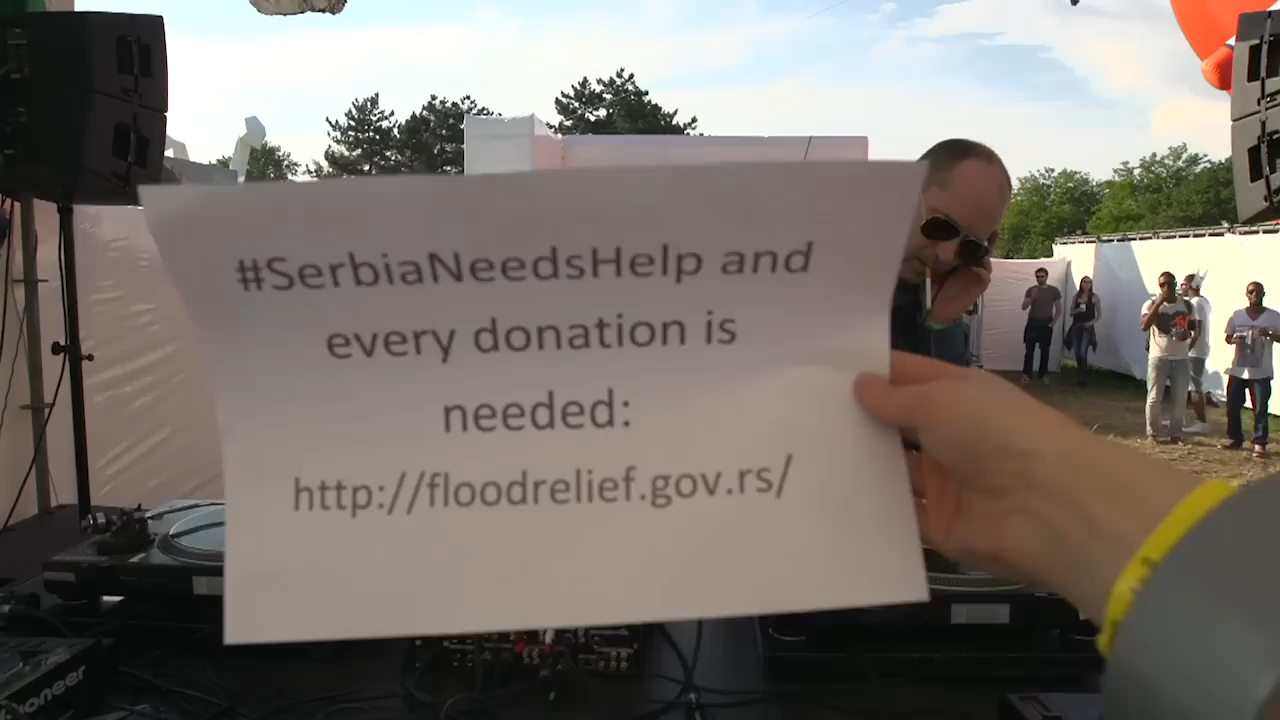 #SerbiaNeedsHelp and
every donation is
needed:
http://floodrelief.gov.rs/
Pioneer